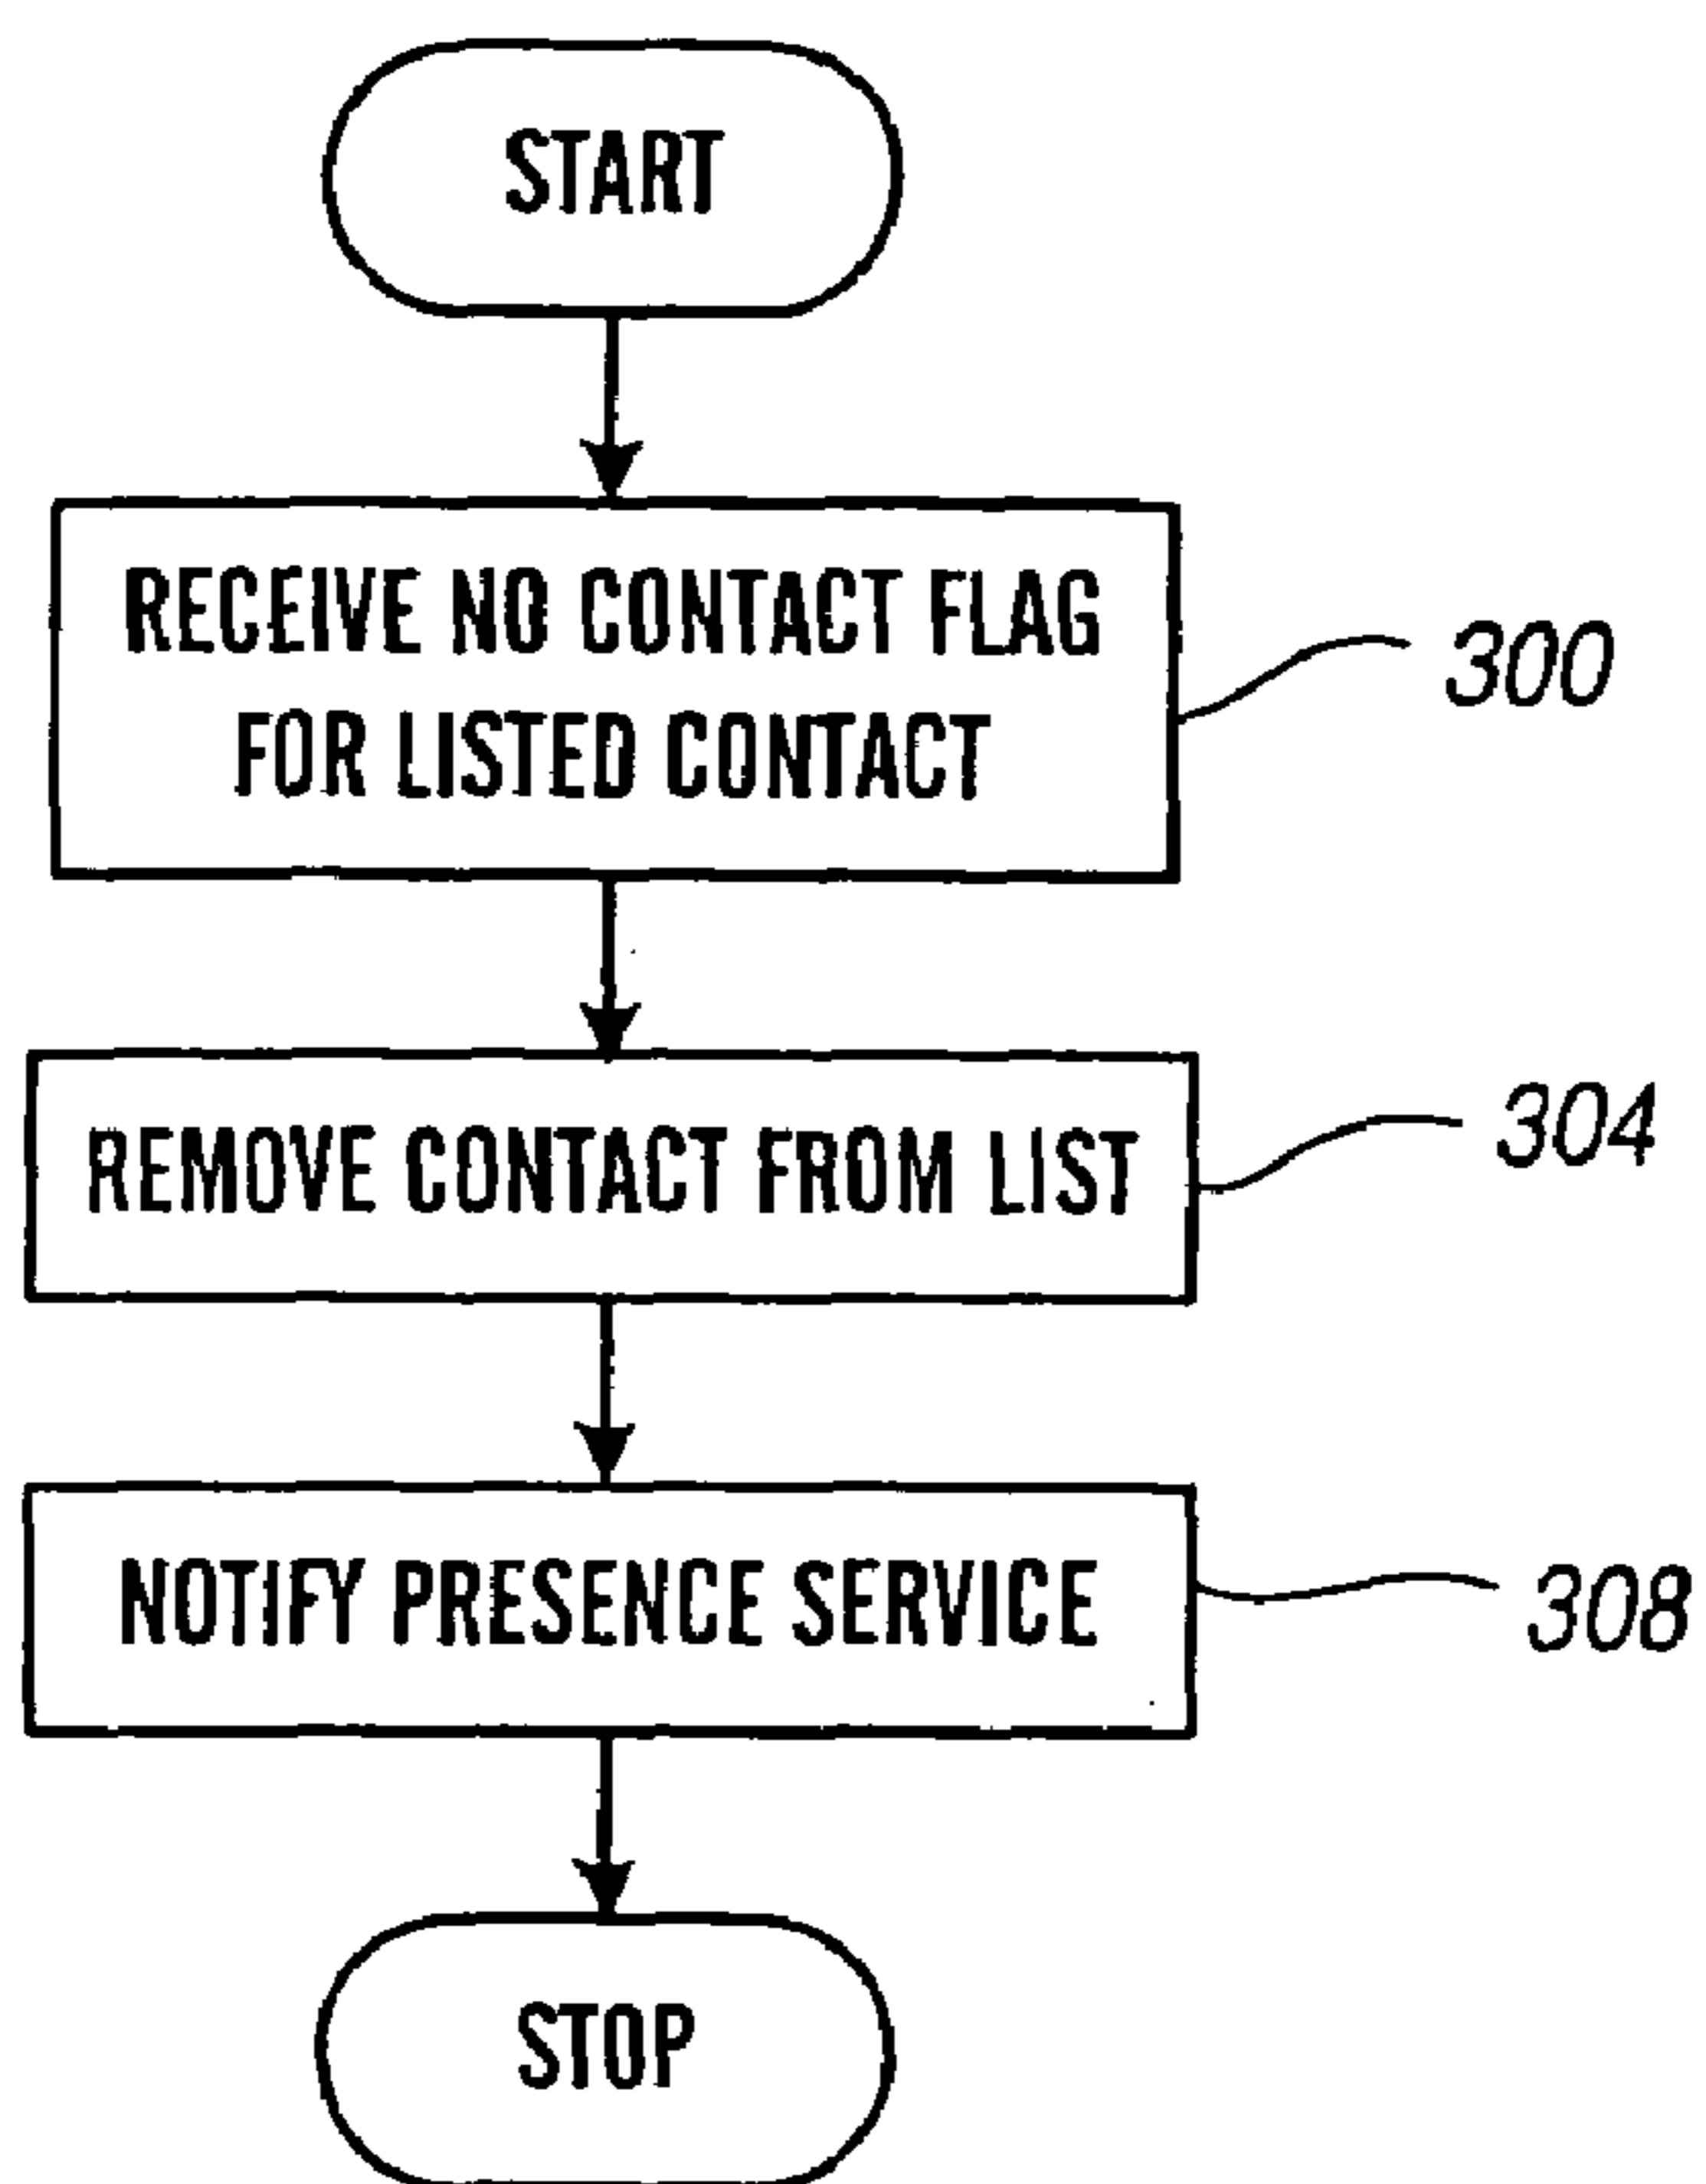 START
RECEIVE NO CONTACT FLAG
FOR LISTED CONTACT
300
REMOVE CONTACT FROM LIST
304
NOTIFY PRESENCE SERVICE
308
STOP